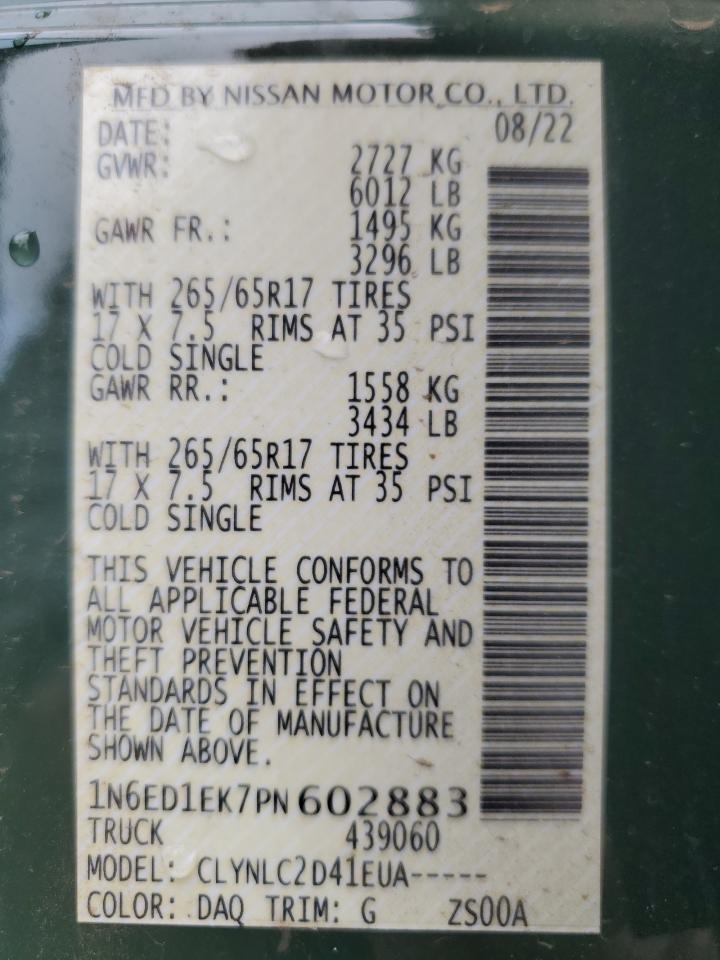 MFD BY NISSAN MOTOR CO., LTD.
DATE: 08/22
GVWR: 2727 KG
6012 LB
GAWR FR.: 1495 KG
3296 LB
WITH 265/65R17 TIRES
17 X 7.5 RIMS AT 35 PSI
COLD SINGLE
GAWR RR.: 1558 KG
3434 LB
WITH 265/65R17 TIRES
17 X 7.5 RIMS AT 35 PSI
COLD SINGLE
THIS VEHICLE CONFORMS TO
ALL APPLICABLE FEDERAL
MOTOR VEHICLE SAFETY AND
THEFT PREVENTION
STANDARDS IN EFFECT ON
THE DATE OF MANUFACTURE
SHOWN ABOVE.
1N6ED1EK7PN602883
TRUCK 439060
MODEL: CLYNLC2D41EUA-----
COLOR: DAQ TRIM: G ZS00A